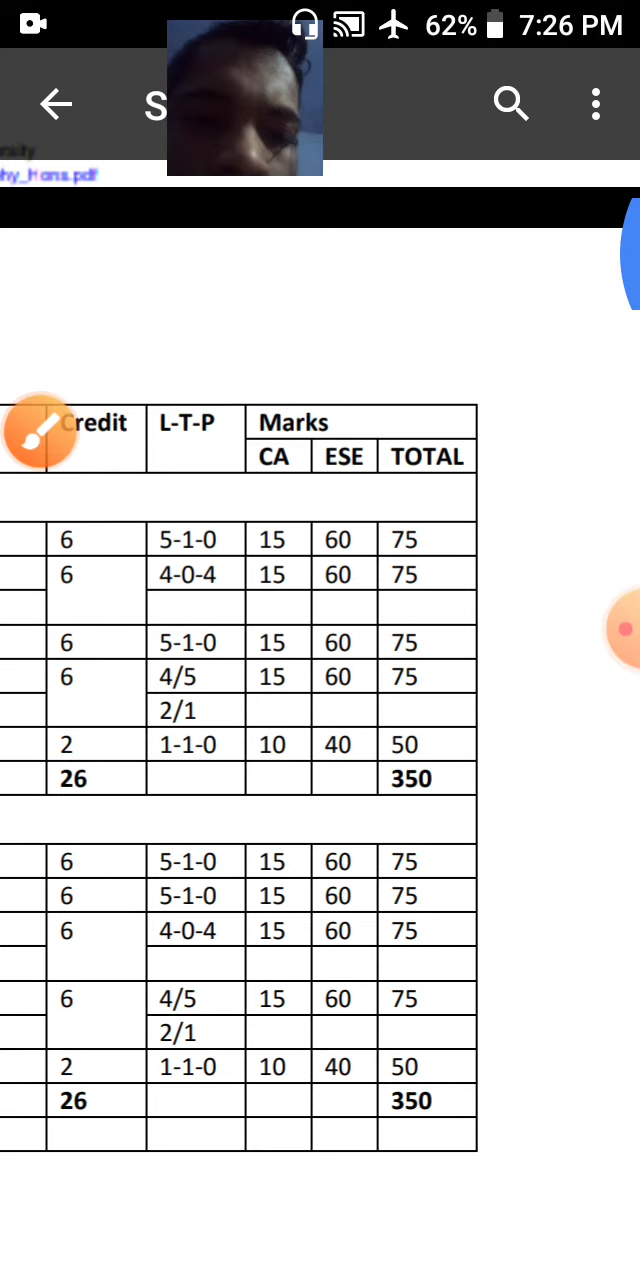 62% 7:26 PM
S
hy_Hons.pdf
Credit L-T-P Marks
CA ESE TOTAL
6 5-1-0 15 60 75
6 4-0-4 15 60 75
6 5-1-0 15 60 75
6 4/5 15 60 75
2/1
2 1-1-0 10 40 50
26 350
6 5-1-0 15 60 75
6 5-1-0 15 60 75
6 4-0-4 15 60 75
6 4/5 15 60 75
2/1
2 1-1-0 10 40 50
26 350